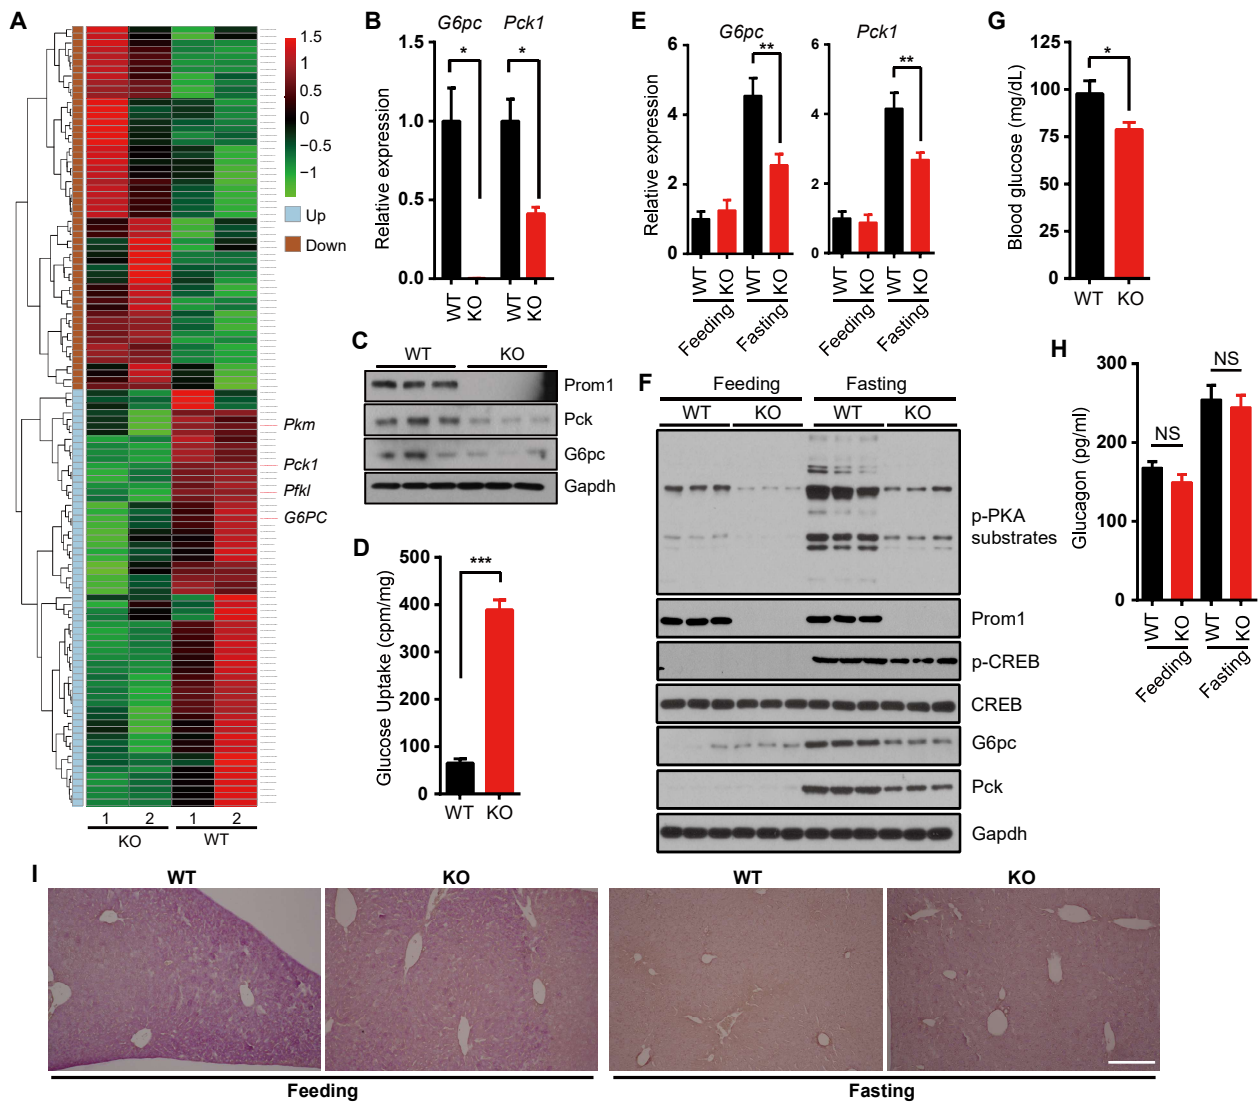 A
1.5
1
0.5
0
−0.5
−1
Up
Down
Pkm
Pck1
Pfkl
G6PC
1 2 1 2
KO WT
B
G6pc Pck1
Relative expression
1.5
1.0
0.5
0.0
* *
WT KO WT KO
C
WT KO
Prom1
Pck
G6pc
Gapdh
D
Glucose Uptake (cpm/mg)
500
400
300
200
100
0
***
WT KO
E
G6pc Pck1
Relative expression
6
4
2
0
**
WT KO WT KO
Feeding Fasting
6
4
2
0
**
WT KO WT KO
Feeding Fasting
F
Feeding Fasting
WT KO WT KO
p-PKA
substrates
Prom1
p-CREB
CREB
G6pc
Pck
Gapdh
G
Blood glucose (mg/dL)
125
100
75
50
25
0
*
WT KO
H
Glucagon (pg/ml)
300
200
100
0
NS
NS
WT KO WT KO
Feeding Fasting
I
WT KO WT KO
Feeding Fasting